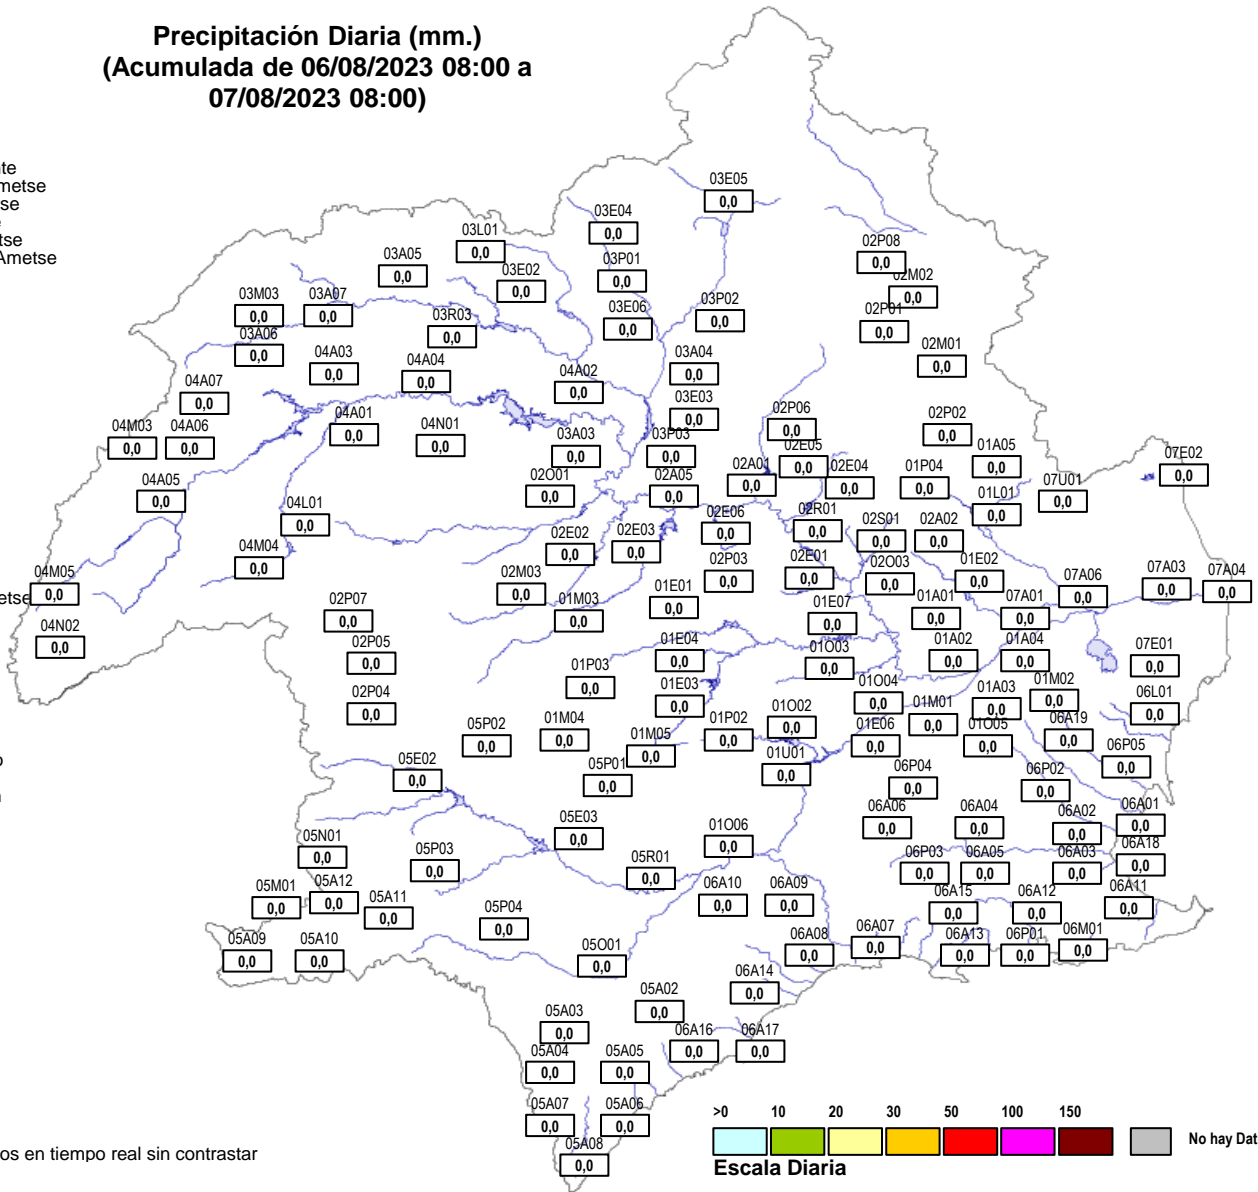 Precipitación Diaria (mm.)
(Acumulada de 06/08/2023 08:00 a
07/08/2023 08:00)
03E05
0,0
03E04
0,0
03L01
0,0
03A05
0,0
03E02
0,0
03P01
0,0
02P08
0,0
02M02
0,0
03M03
0,0
03A07
0,0
03R03
0,0
03E06
0,0
03P02
0,0
02P01
0,0
03A06
0,0
04A03
0,0
04A04
0,0
04A02
0,0
03A04
0,0
02M01
0,0
04A07
0,0
03E03
0,0
04M03
0,0
04A06
0,0
04A01
0,0
04N01
0,0
03A03
0,0
03P03
0,0
02P06
0,0
02E05
0,0
02P02
0,0
01A05
0,0
07E02
0,0
04A05
0,0
02O01
0,0
02A05
0,0
02A01
0,0
02E04
0,0
01P04
0,0
01L01
0,0
07U01
0,0
04L01
0,0
02E02
0,0
02E03
0,0
02E06
0,0
02R01
0,0
02S01
0,0
02A02
0,0
04M04
0,0
04M05
0,0
02M03
0,0
01M03
0,0
01E01
0,0
02P03
0,0
02E01
0,0
02O03
0,0
01E02
0,0
07A06
0,0
07A03
0,0
07A04
0,0
04N02
0,0
02P07
0,0
02P05
0,0
02P04
0,0
01E04
0,0
01E07
0,0
01A01
0,0
07A01
0,0
01P03
0,0
01E03
0,0
01O03
0,0
01A02
0,0
01A04
0,0
07E01
0,0
01O04
0,0
01M01
0,0
01A03
0,0
01M02
0,0
06L01
0,0
05P02
0,0
01M04
0,0
01M05
0,0
01P02
0,0
01O02
0,0
01E06
0,0
01O05
0,0
06A19
0,0
06P05
0,0
05E02
0,0
05P01
0,0
01U01
0,0
06P04
0,0
06P02
0,0
05E03
0,0
01O06
0,0
06A06
0,0
06A04
0,0
06A02
0,0
06A01
0,0
05N01
0,0
05P03
0,0
05R01
0,0
06P03
0,0
06A05
0,0
06A03
0,0
06A18
0,0
05M01
0,0
05A12
0,0
05A11
0,0
05P04
0,0
06A10
0,0
06A09
0,0
06A15
0,0
06A12
0,0
06A11
0,0
05A09
0,0
05A10
0,0
05O01
0,0
06A08
0,0
06A07
0,0
06A13
0,0
06P01
0,0
06M01
0,0
05A02
0,0
06A14
0,0
05A03
0,0
06A16
0,0
06A17
0,0
05A04
0,0
05A05
0,0
05A07
0,0
05A06
0,0
05A08
0,0
>0 10 20 30 50 100 150
No hay Dat
Escala Diaria
os en tiempo real sin contrastar